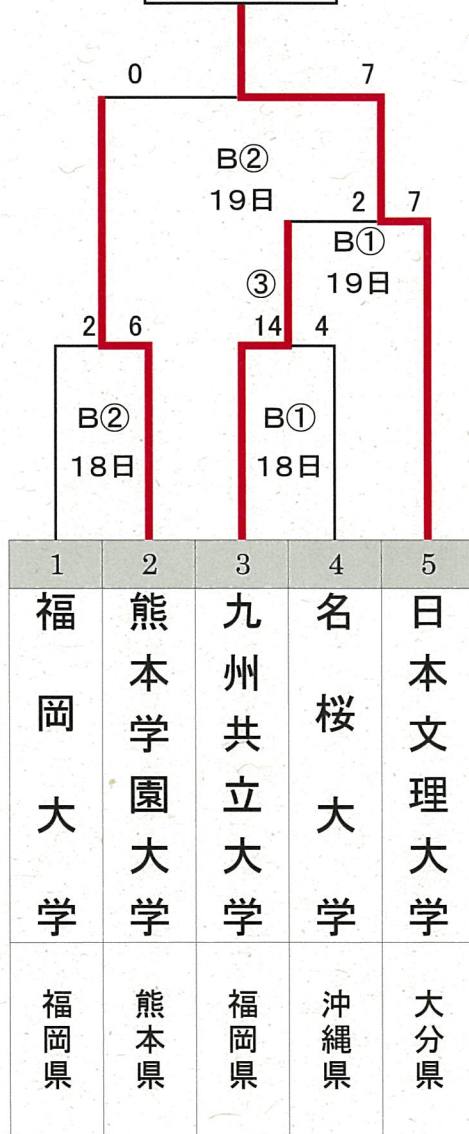 0 7
B②
19日
2 7
B①
19日
③
2 6
14 4
B②
18日
B①
18日
1 2 3 4 5
福岡大学
熊本学園大学
九州共立大学
名桜大学
日本文理大学
福岡県
熊本県
福岡県
沖縄県
大分県